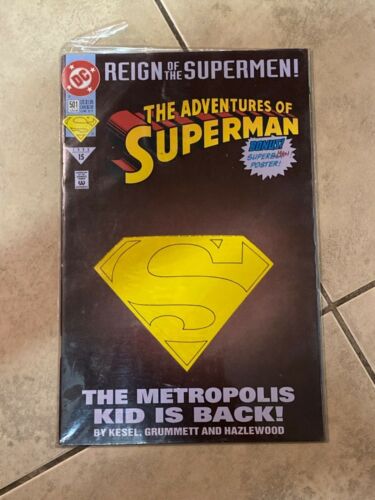 REIGN OF THE SUPERMEN!
DC
501
THE ADVENTURES OF
SUPERMAN
BONUS!
POSTER!
15
THE METROPOLIS
KID IS BACK!
BY KESEL, GRUMMETT AND HAZLEWOOD